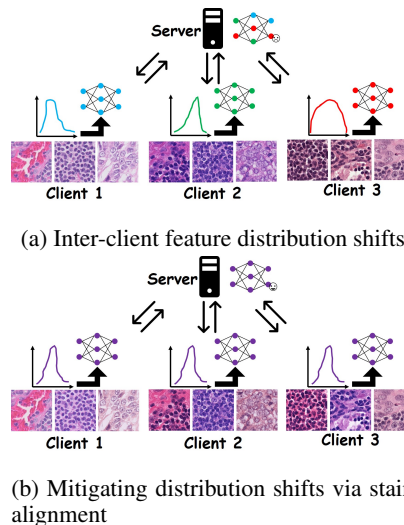 Server
Client 1 Client 2 Client 3
(a) Inter-client feature distribution shifts
Server
Client 1 Client 2 Client 3
(b) Mitigating distribution shifts via stain
alignment